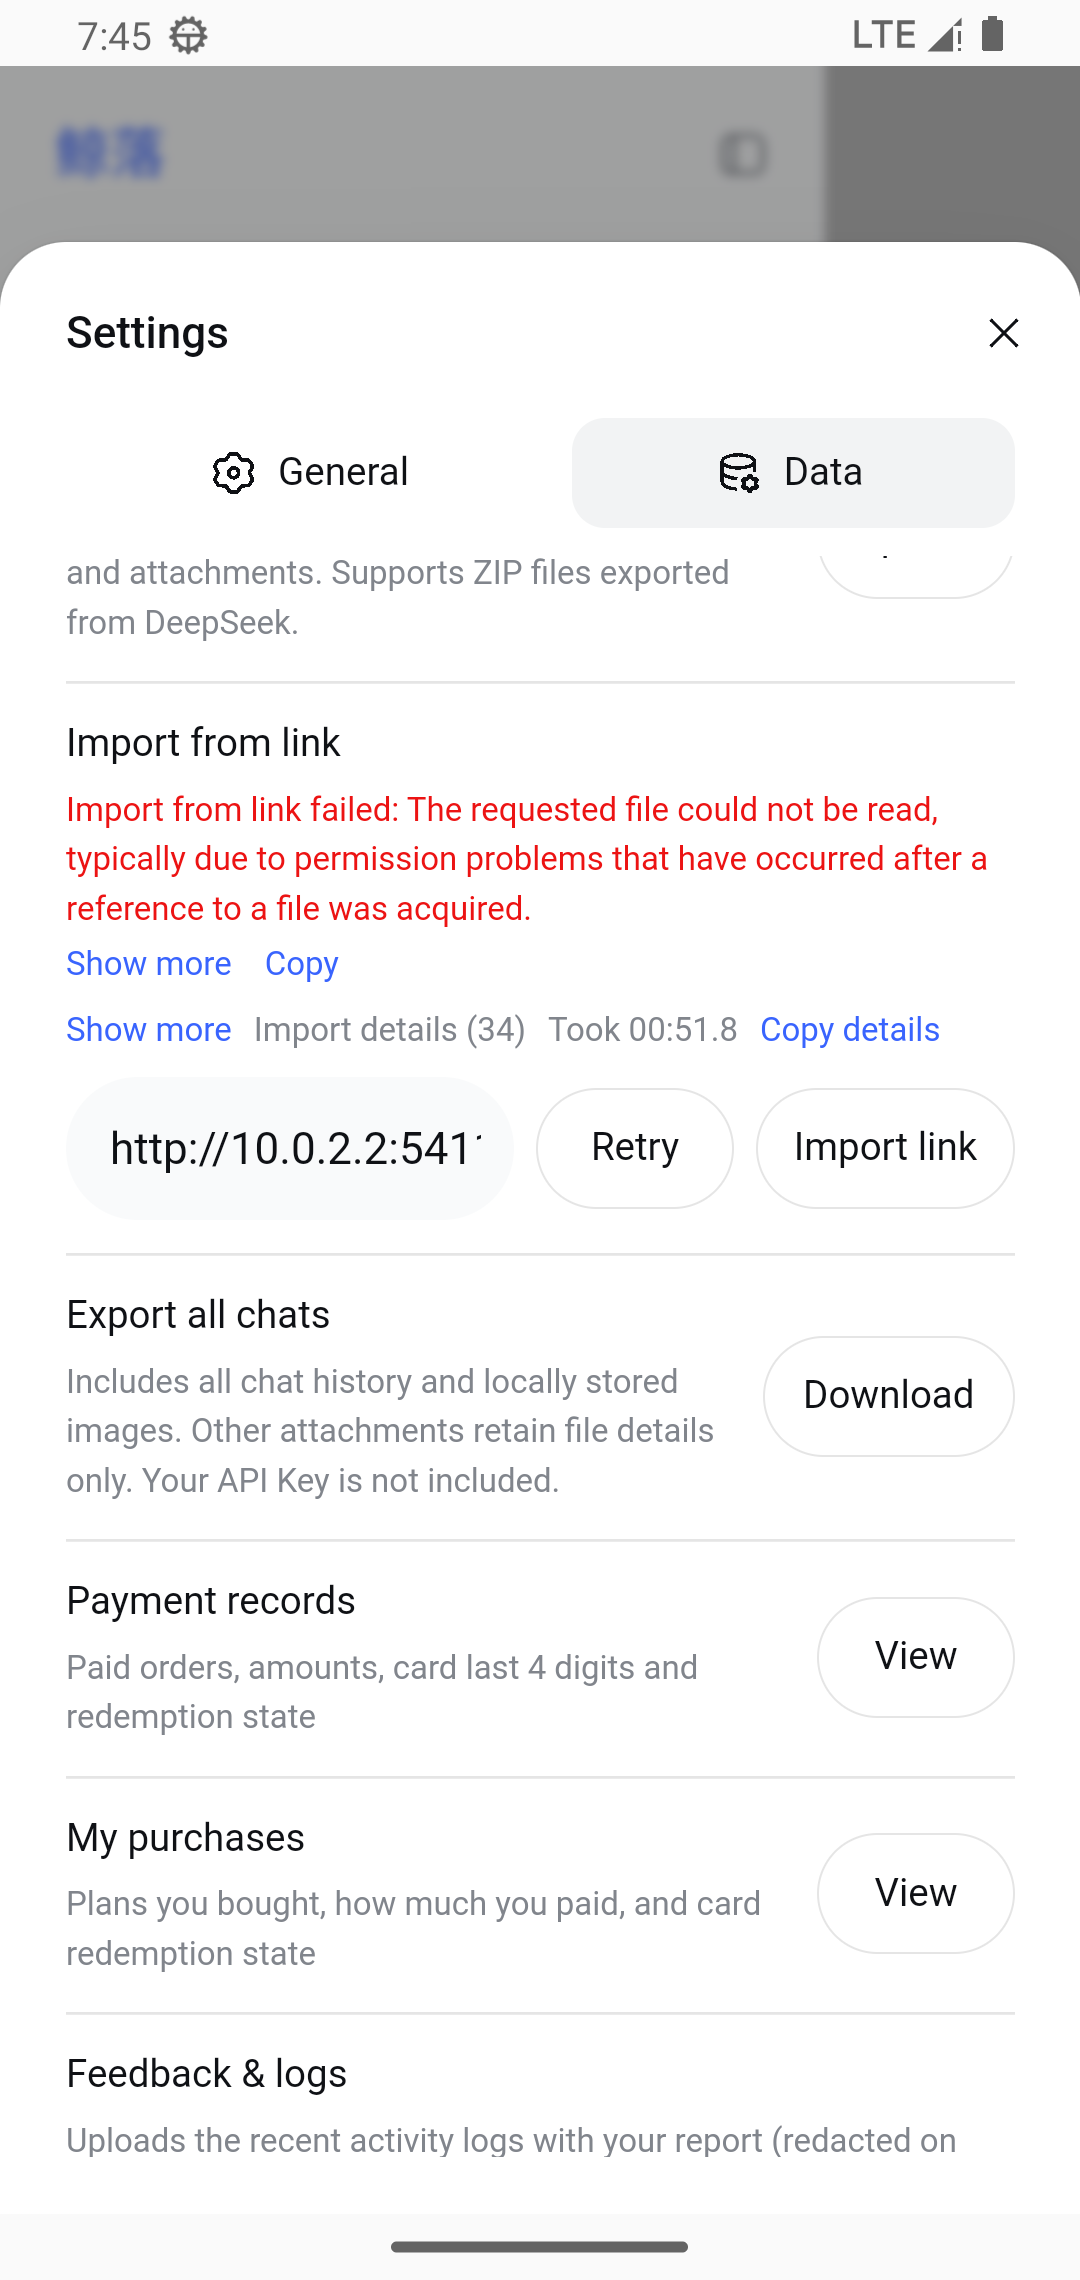 7:45
LTE
鲸落
Settings
General
Data
and attachments. Supports ZIP files exported
from DeepSeek.
Import from link
Import from link failed: The requested file could not be read,
typically due to permission problems that have occurred after a
reference to a file was acquired.
Show more Copy
Show more Import details (34) Took 00:51.8 Copy details
http://10.0.2.2:541
Retry
Import link
Export all chats
Includes all chat history and locally stored
images. Other attachments retain file details
only. Your API Key is not included.
Download
Payment records
Paid orders, amounts, card last 4 digits and
redemption state
View
My purchases
Plans you bought, how much you paid, and card
redemption state
View
Feedback & logs
Uploads the recent activity logs with your report (redacted on